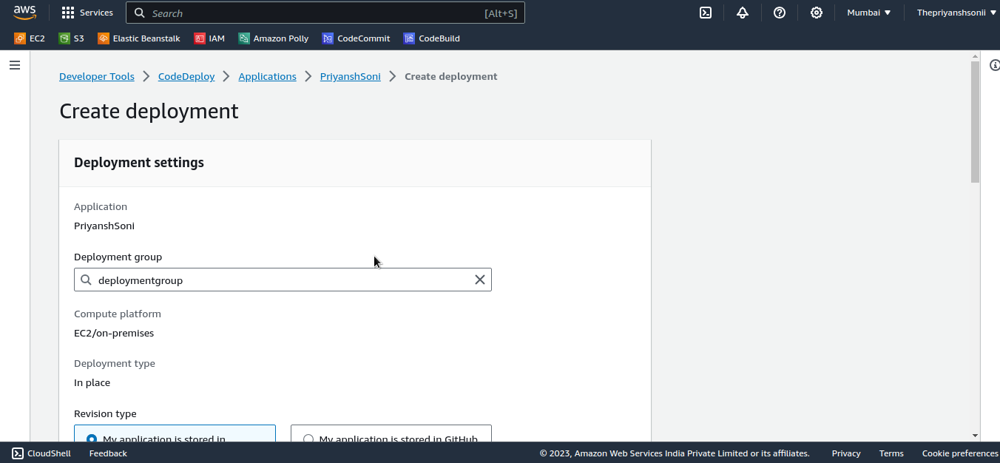 aws Services Search [Alt+S] Mumbai Thepriyanshsonii
EC2 S3 Elastic Beanstalk IAM Amazon Polly CodeCommit CodeBuild
Developer Tools CodeDeploy Applications PriyanshSoni Create deployment
Create deployment
Deployment settings
Application
PriyanshSoni
Deployment group
deploymentgroup
Compute platform
EC2/on-premises
Deployment type
In place
Revision type
My application is stored in My application is stored in GitHub
CloudShell Feedback © 2023, Amazon Web Services India Private Limited or its affiliates. Privacy Terms Cookie preferences